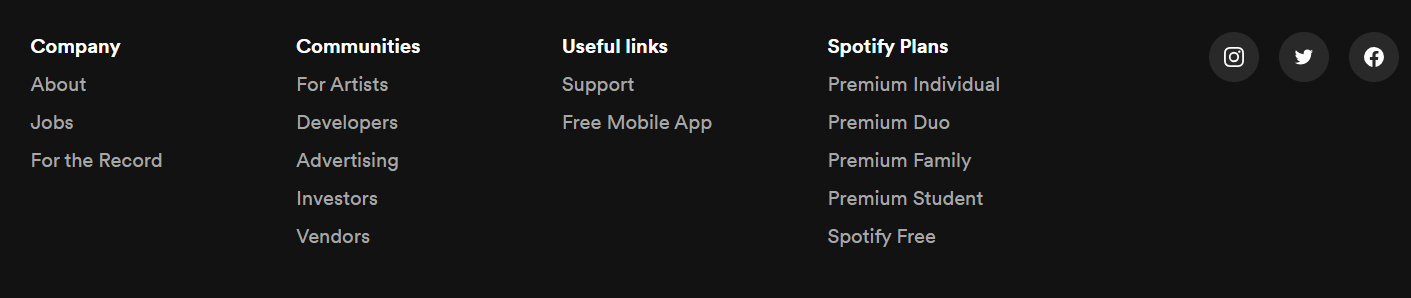 Company
About
Jobs
For the Record
Communities
For Artists
Developers
Advertising
Investors
Vendors
Useful links
Support
Free Mobile App
Spotify Plans
Premium Individual
Premium Duo
Premium Family
Premium Student
Spotify Free